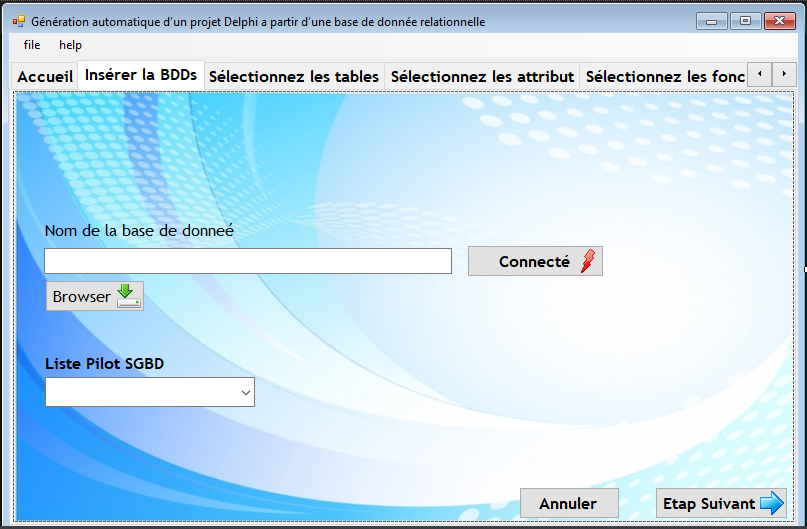 Génération automatique d'un projet Delphi a partir d'une base de donnée relationnelle
file help
Accueil Insérer la BDDs Sélectionnez les tables Sélectionnez les attribut Sélectionnez les fonc
Nom de la base de donneé
Connecté
Browser
Liste Pilot SGBD
Annuler Etap Suivant